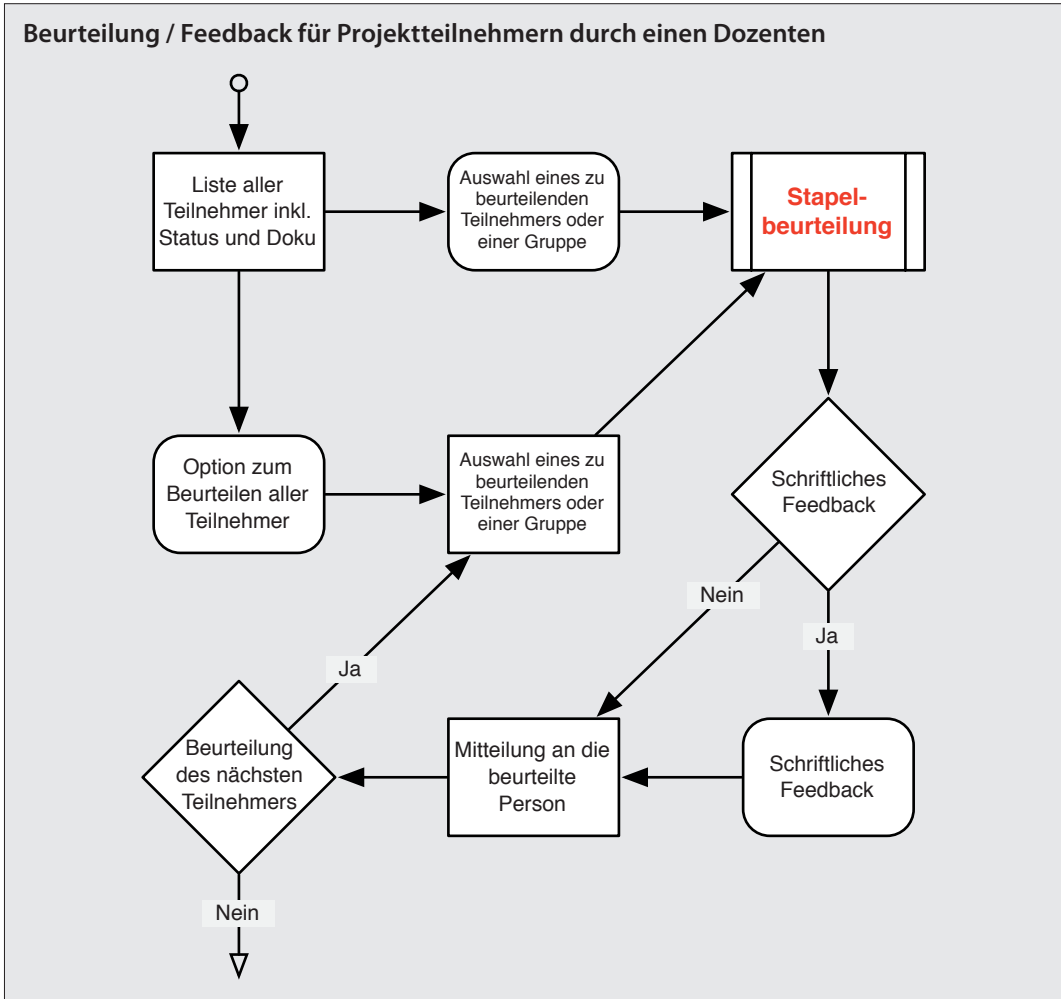 Beurteilung / Feedback für Projektteilnehmern durch einen Dozenten
Liste aller
Teilnehmer inkl.
Status und Doku
Auswahl eines zu
beurteilenden
Teilnehmers oder
einer Gruppe
Stapel-
beurteilung
Option zum
Beurteilen aller
Teilnehmer
Auswahl eines zu
beurteilenden
Teilnehmers oder
einer Gruppe
Schriftliches
Feedback
Nein
Ja
Ja
Beurteilung
des nächsten
Teilnehmers
Mitteilung an die
beurteilte
Person
Schriftliches
Feedback
Nein